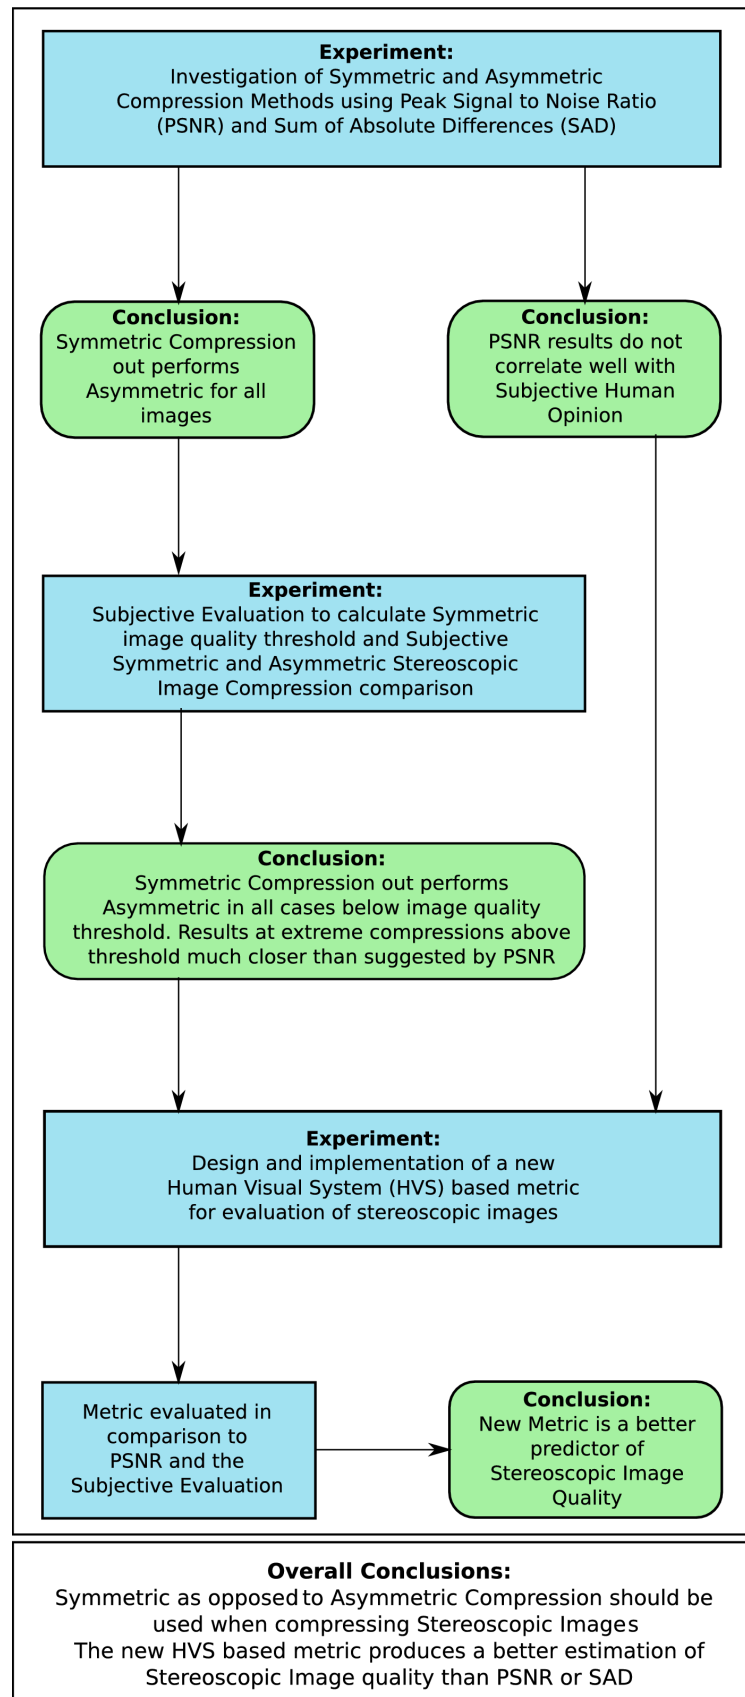 Experiment:
Investigation of Symmetric and Asymmetric
Compression Methods using Peak Signal to Noise Ratio
(PSNR) and Sum of Absolute Differences (SAD)
Conclusion:
Symmetric Compression
out performs
Asymmetric for all
images
Conclusion:
PSNR results do not
correlate well with
Subjective Human
Opinion
Experiment:
Subjective Evaluation to calculate Symmetric
image quality threshold and Subjective
Symmetric and Asymmetric Stereoscopic
Image Compression comparison
Conclusion:
Symmetric Compression out performs
Asymmetric in all cases below image quality
threshold. Results at extreme compressions above
threshold much closer than suggested by PSNR
Experiment:
Design and implementation of a new
Human Visual System (HVS) based metric
for evaluation of stereoscopic images
Metric evaluated in
comparison to
PSNR and the
Subjective Evaluation
Conclusion:
New Metric is a better
predictor of
Stereoscopic Image
Quality
Overall Conclusions:
Symmetric as opposed to Asymmetric Compression should be
used when compressing Stereoscopic Images
The new HVS based metric produces a better estimation of
Stereoscopic Image quality than PSNR or SAD